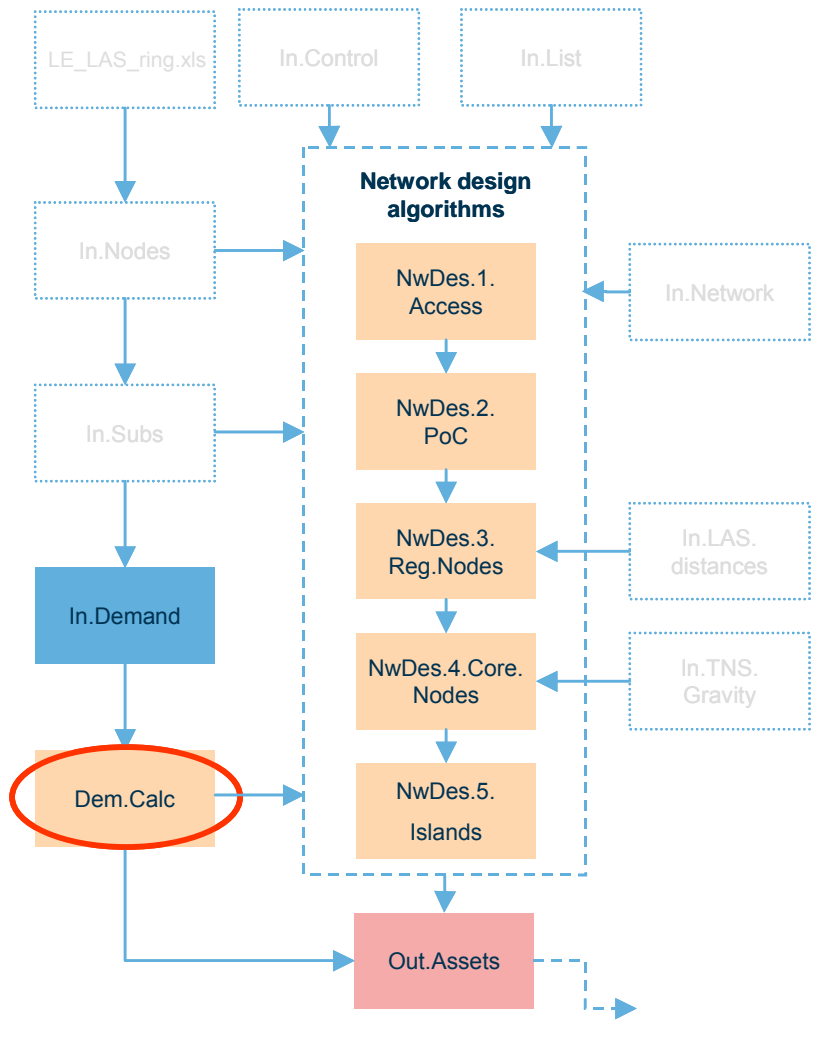 LE_LAS_ring.xls
In.Control
In.List
Network design
algorithms
In.Nodes
NwDes.1.
Access
In.Network
NwDes.2.
PoC
In.Subs
NwDes.3.
Reg.Nodes
In.LAS.
distances
In.Demand
NwDes.4.Core.
Nodes
In.TNS.
Gravity
Dem.Calc
NwDes.5.
Islands
Out.Assets